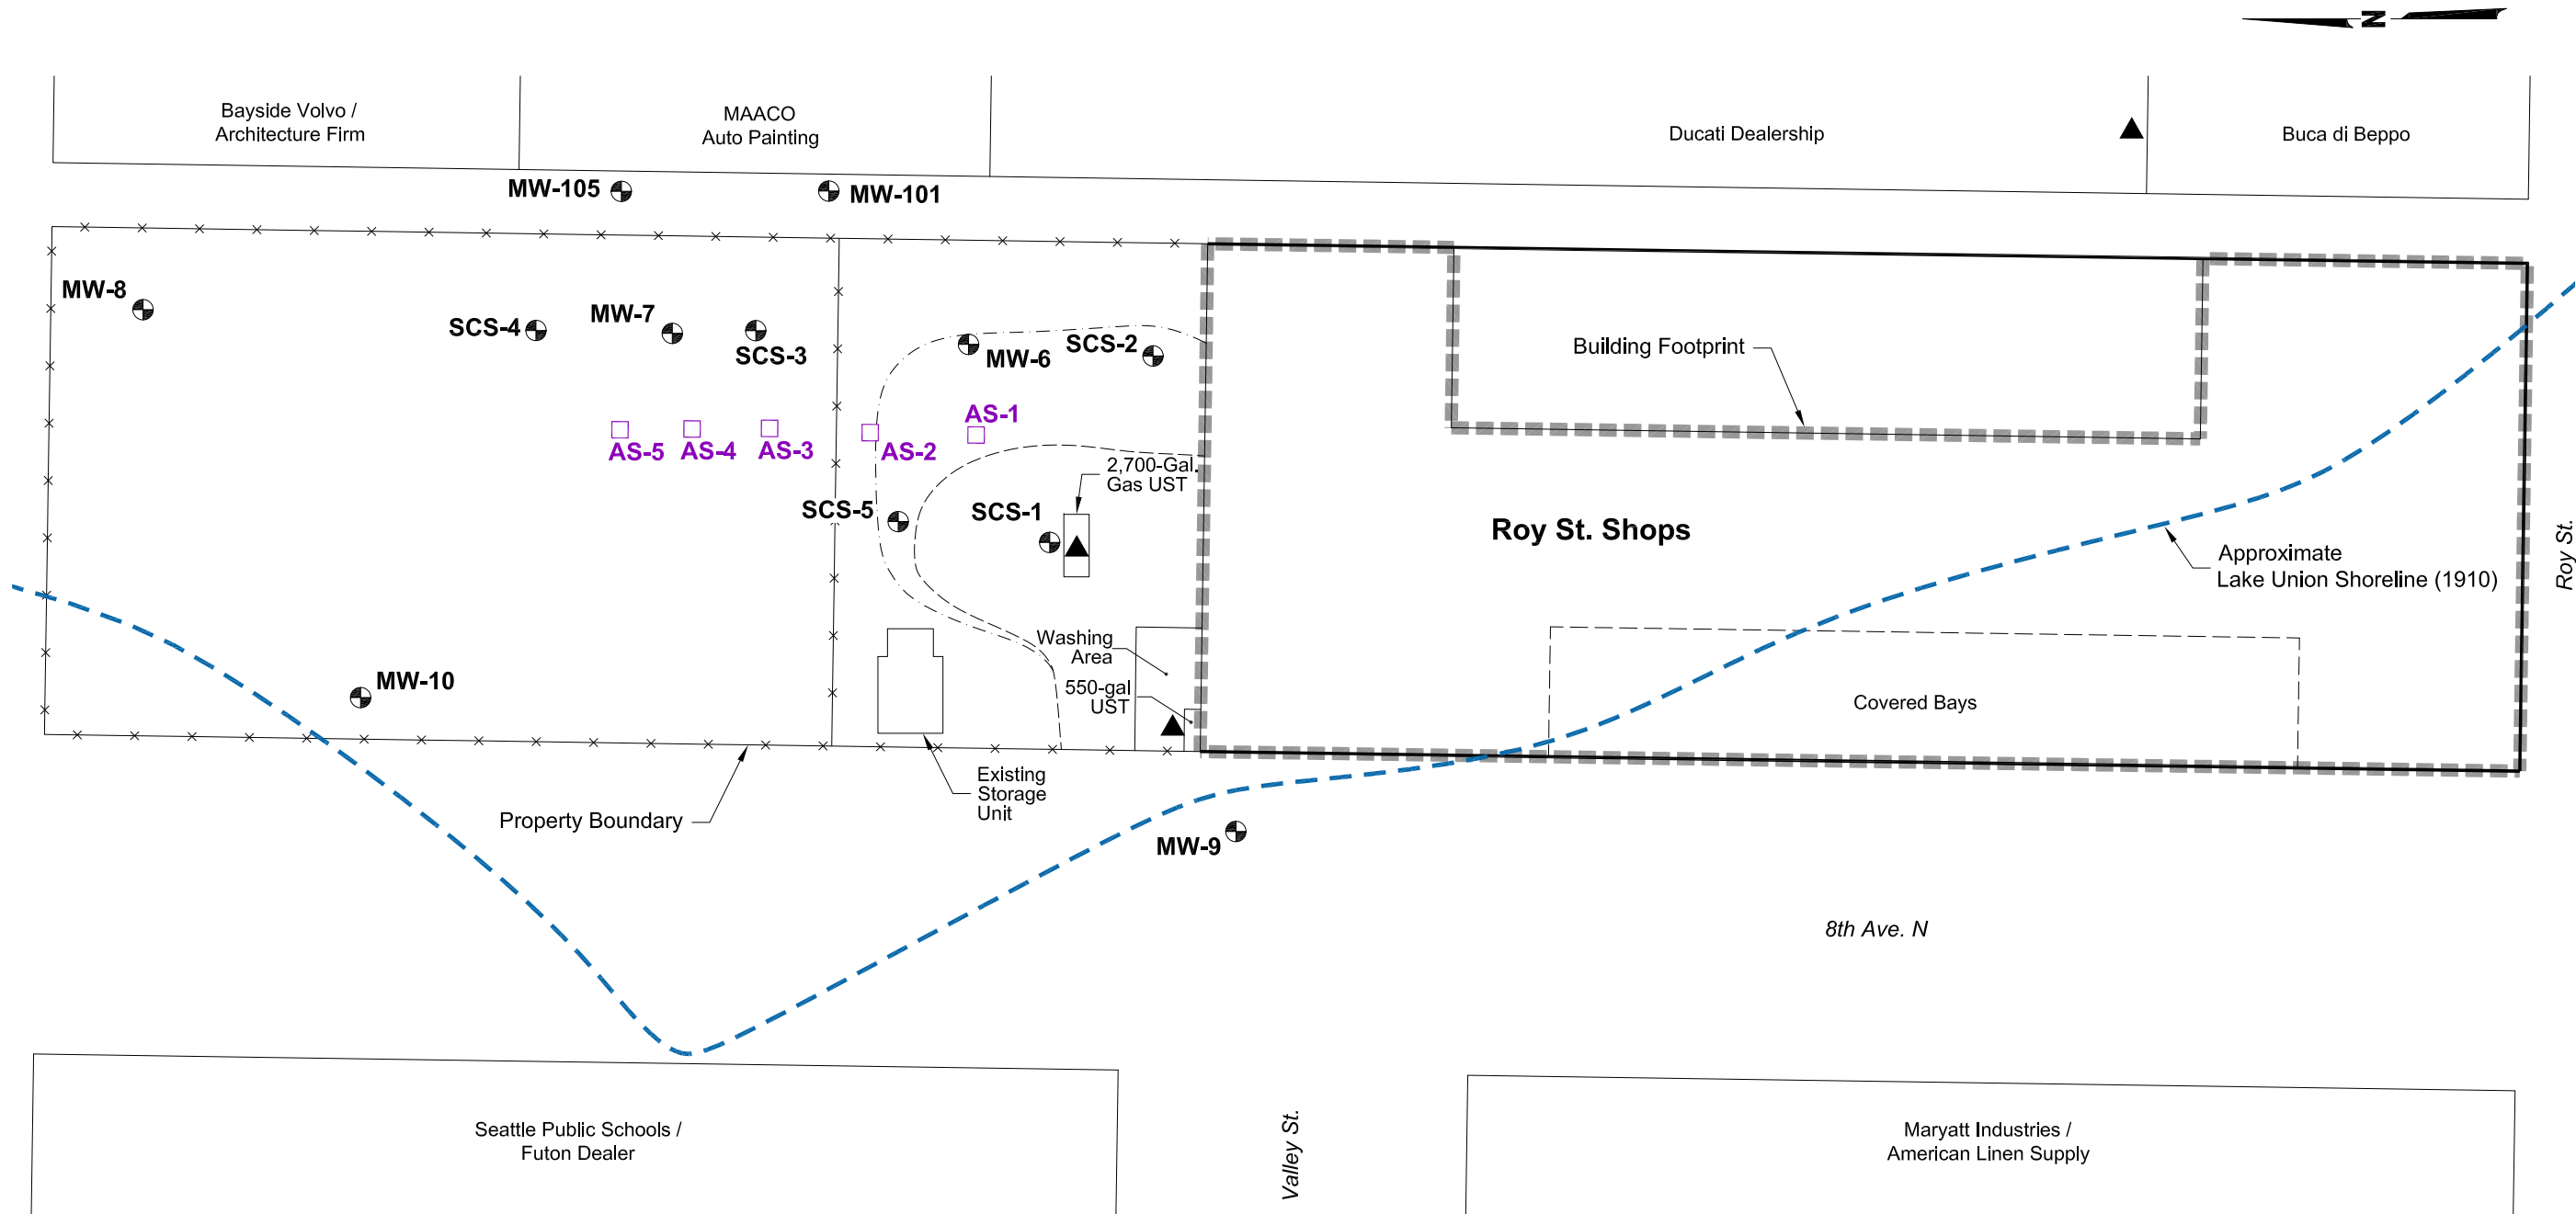 N
Bayside Volvo /
Architecture Firm
MAACO
Auto Painting
Ducati Dealership
Buca di Beppo
MW-105
MW-101
MW-8
SCS-4
MW-7
SCS-3
MW-6
SCS-2
Building Footprint
AS-1
AS-5
AS-4
AS-3
AS-2
2,700-Gal.
Gas UST
SCS-5
SCS-1
Roy St. Shops
Approximate
Lake Union Shoreline (1910)
Roy St.
Washing
Area
MW-10
550-gal
UST
Covered Bays
Existing
Storage
Unit
Property Boundary
MW-9
8th Ave. N
Seattle Public Schools /
Futon Dealer
Valley St.
Maryatt Industries /
American Linen Supply